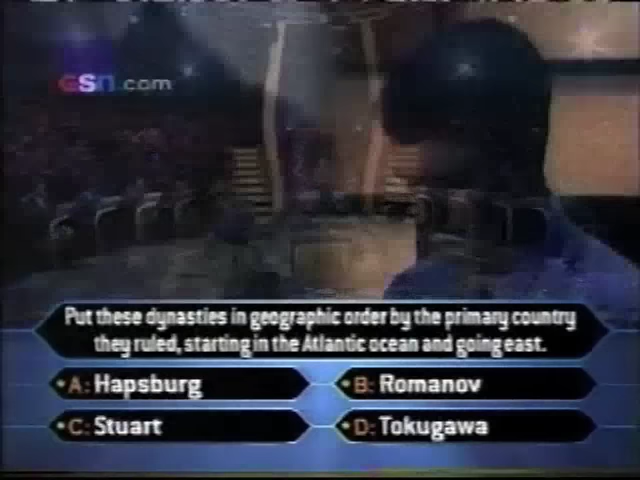 GSN.com
Put these dynasties in geographic order by the primary country
they ruled, starting in the Atlantic ocean and going east.
• A: Hapsburg
• B: Romanov
• C: Stuart
• D: Tokugawa